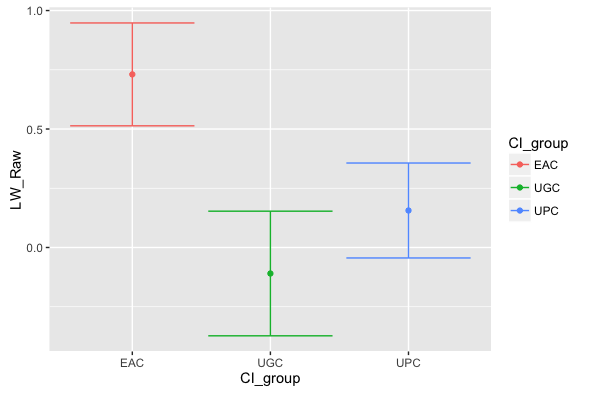 1.0
0.5
0.0
LW_Raw
EAC
UGC
UPC
CI_group
CI_group
EAC
UGC
UPC